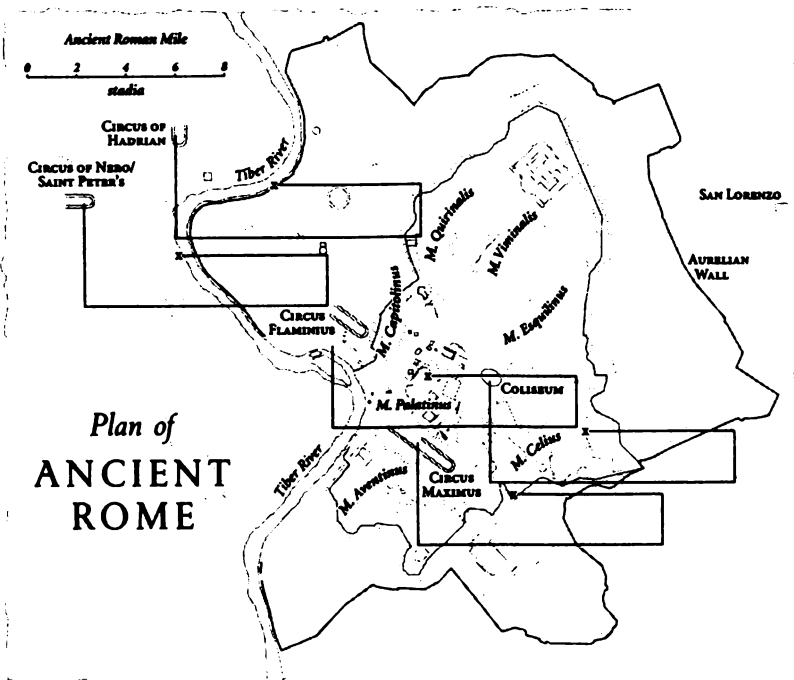 Ancient Roman Mile
0 2 4 6 8
stadia
CIRCUS OF
HADRIAN
CIRCUS OF NERO/
SAINT PETER'S
Tiber River
M. Quirinalis
M. Viminalis
SAN LORENZO
AURELIAN
WALL
M. Capitolinus
M. Esquilinus
CIRCUS
FLAMINIUS
COLISEUM
M. Palatinus
Plan of
ANCIENT
ROME
Tiber River
M. Aventinus
M. Celius
CIRCUS
MAXIMUS